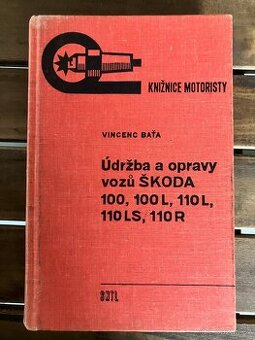 KNIŽNICE MOTORISTY
VINCENC BAŤA
Údržba a opravy
vozů ŠKODA
100, 100 L, 110 L,
110 LS, 110 R
SNTL